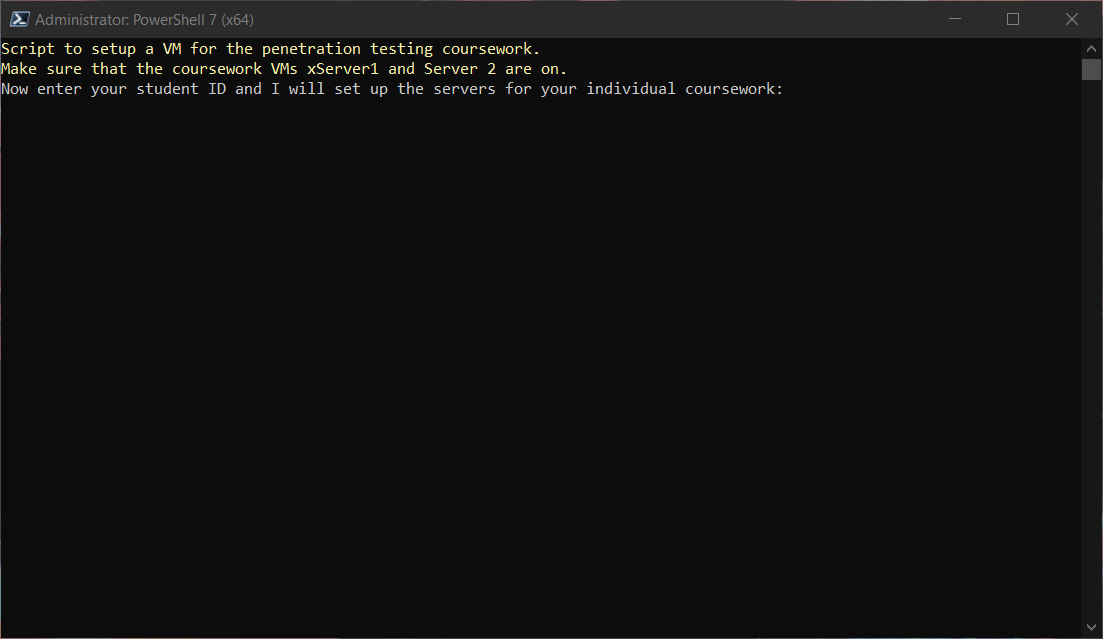 Administrator: PowerShell 7 (x64)
Script to setup a VM for the penetration testing coursework.
Make sure that the coursework VMs xServer1 and Server 2 are on.
Now enter your student ID and I will set up the servers for your individual coursework: